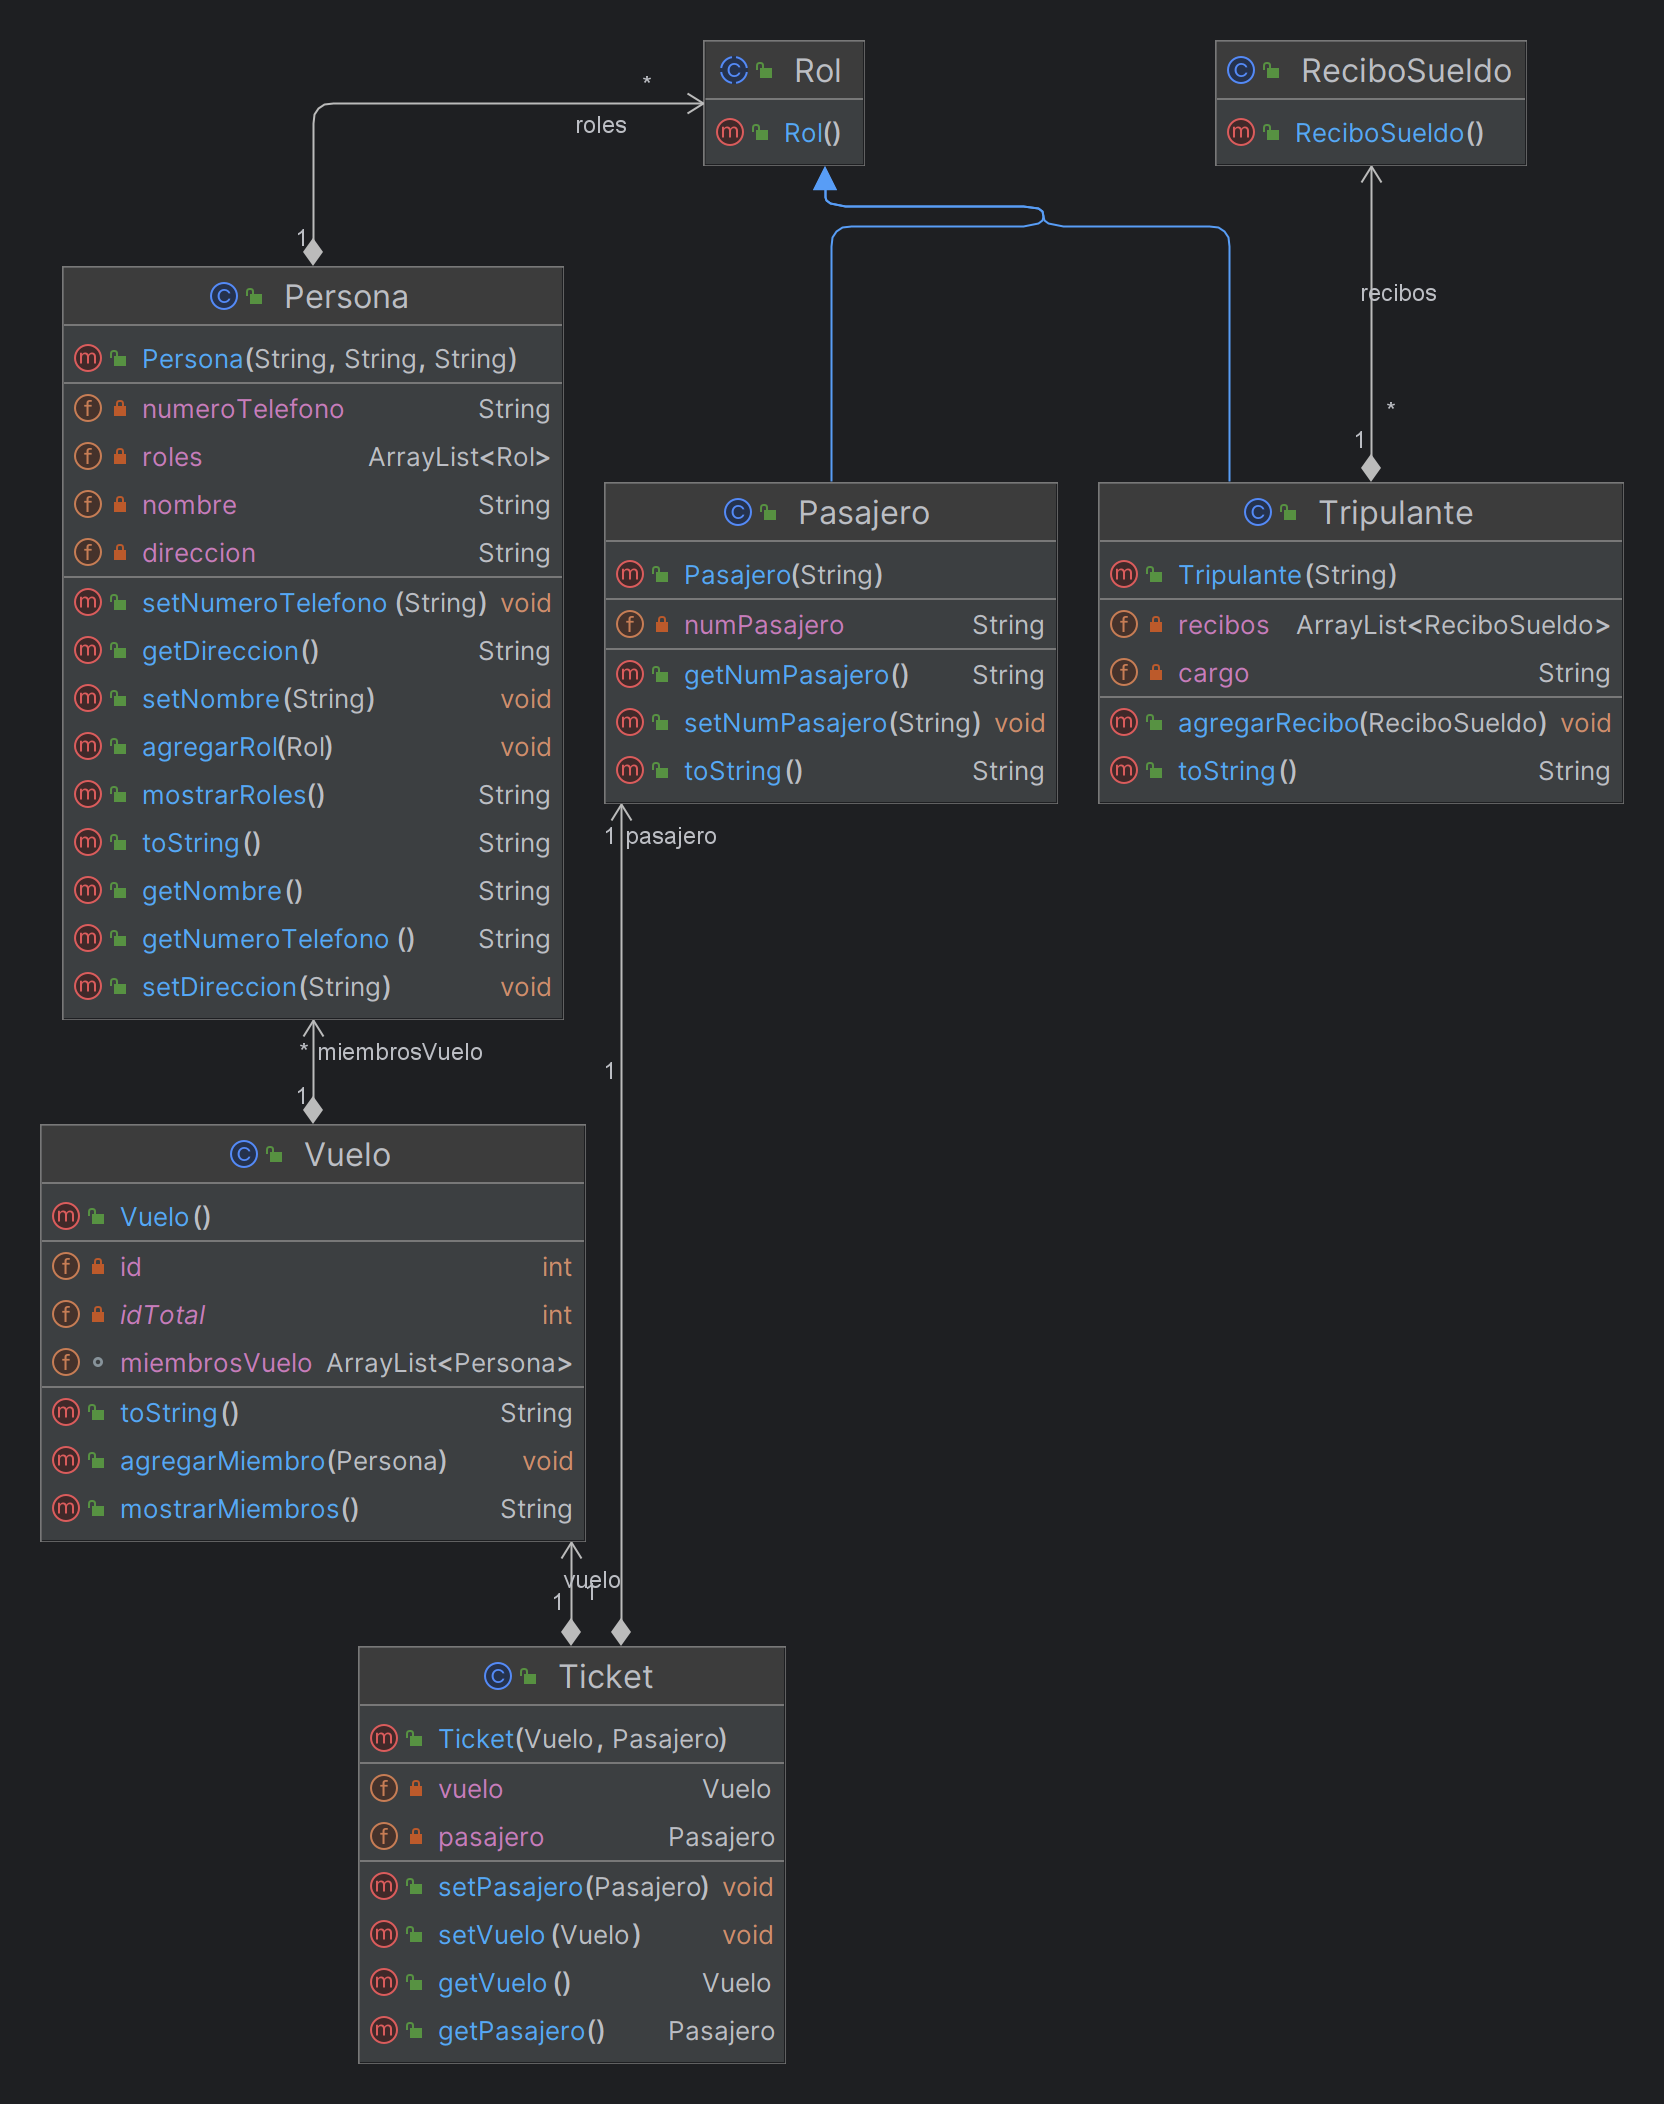 *
roles
1
Rol
Rol()
ReciboSueldo
ReciboSueldo()
recibos
*
1
Persona
Persona(String, String, String)
numeroTelefono String
roles ArrayList<Rol>
nombre String
direccion String
setNumeroTelefono (String) void
getDireccion() String
setNombre(String) void
agregarRol(Rol) void
mostrarRoles() String
toString() String
getNombre() String
getNumeroTelefono () String
setDireccion(String) void
Pasajero
Pasajero(String)
numPasajero String
getNumPasajero() String
setNumPasajero(String) void
toString() String
Tripulante
Tripulante(String)
recibos ArrayList<ReciboSueldo>
cargo String
agregarRecibo(ReciboSueldo) void
toString() String
1 pasajero
1
* miembrosVuelo
1
Vuelo
Vuelo()
id int
idTotal int
miembrosVuelo ArrayList<Persona>
toString() String
agregarMiembro(Persona) void
mostrarMiembros() String
vuelo
1
1
Ticket
Ticket(Vuelo, Pasajero)
vuelo Vuelo
pasajero Pasajero
setPasajero(Pasajero) void
setVuelo (Vuelo) void
getVuelo () Vuelo
getPasajero() Pasajero